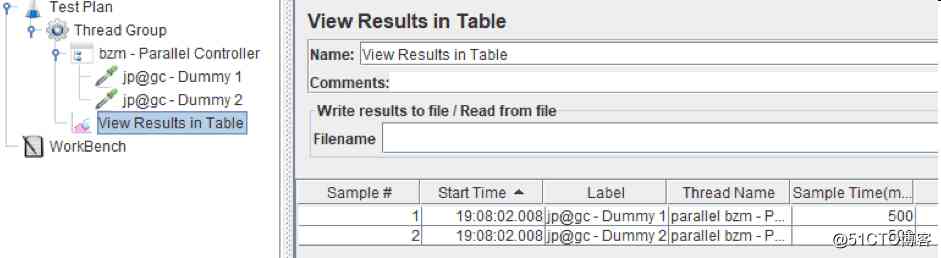 Test Plan
Thread Group
bzm - Parallel Controller
jp@gc - Dummy 1
jp@gc - Dummy 2
View Results in Table
WorkBench
View Results in Table
Name: View Results in Table
Comments:
Write results to file / Read from file
Filename
Sample # Start Time Label Thread Name Sample Time(m...
1 19:08:02.008 jp@gc - Dummy 1 parallel bzm - P... 500
2 19:08:02.008 jp@gc - Dummy 2 parallel bzm - P...
@51CTO博客